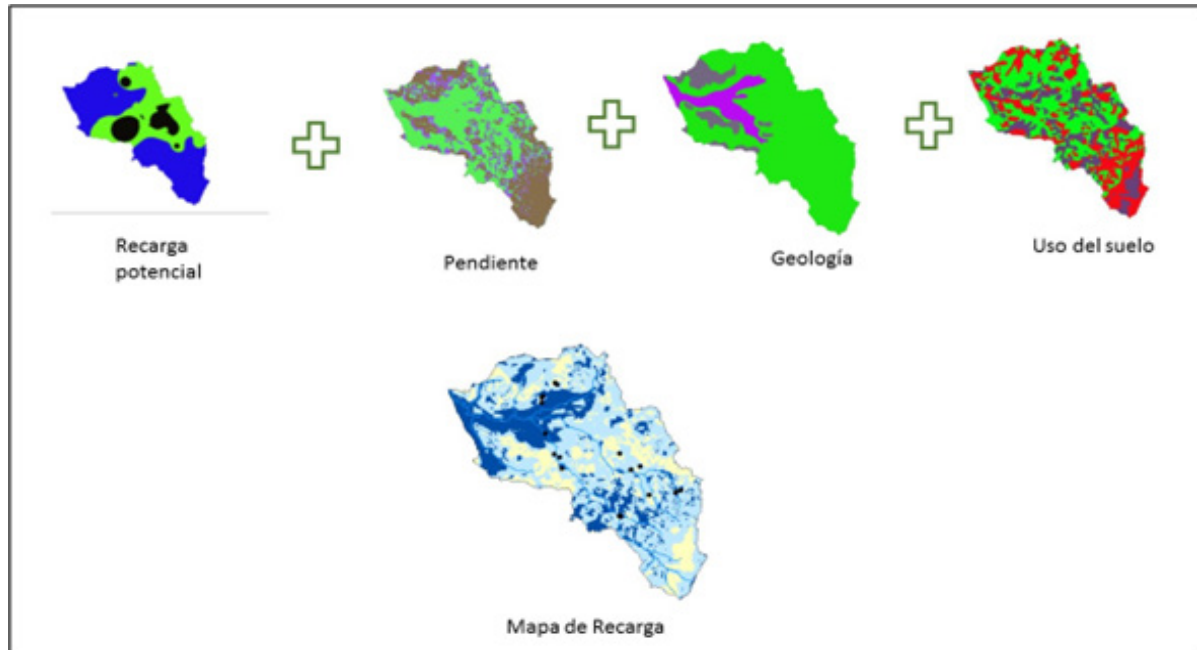 Recarga
potencial
Pendiente
Geología
Uso del suelo
Mapa de Recarga